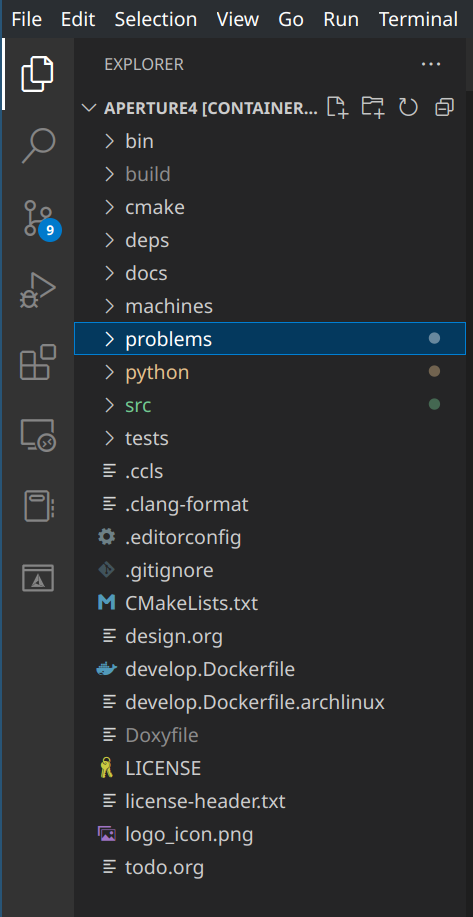 File Edit Selection View Go Run Terminal
EXPLORER
APERTURE4 [CONTAINER...
bin
build
cmake
deps
docs
machines
problems
python
src
tests
.ccls
.clang-format
.editorconfig
.gitignore
CMakeLists.txt
design.org
develop.Dockerfile
develop.Dockerfile.archlinux
Doxyfile
LICENSE
license-header.txt
logo_icon.png
todo.org
9